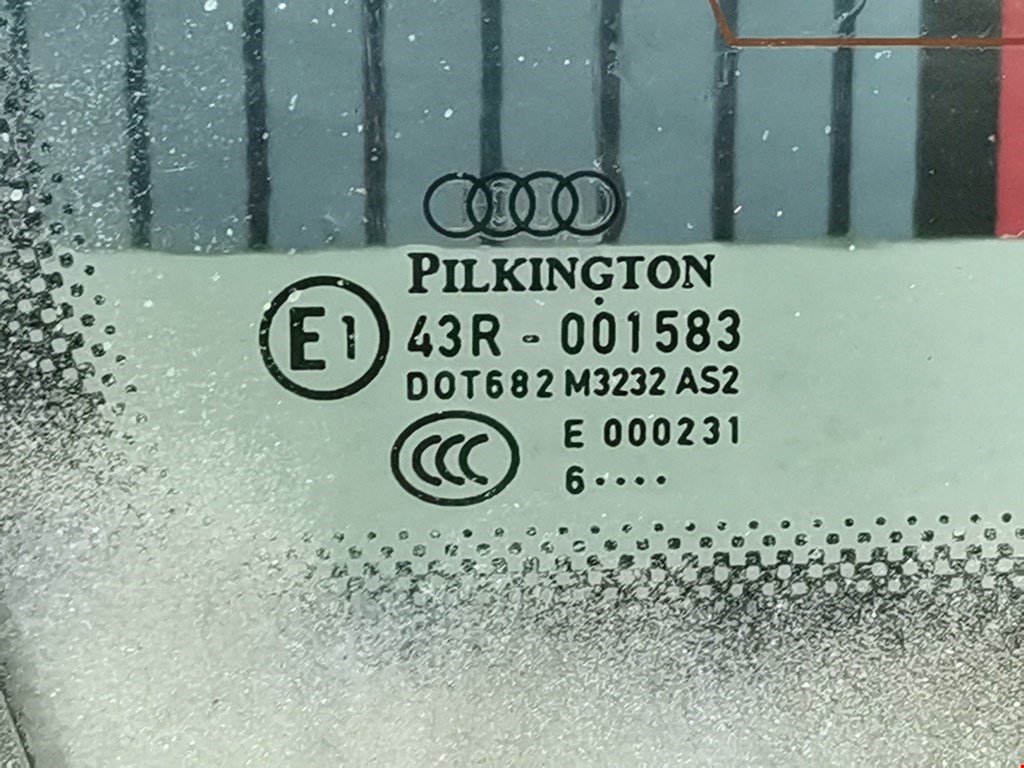 PILKINGTON
E1
43R - 001583
DOT682 M3232 AS2
CCC
E 000231
6 ····